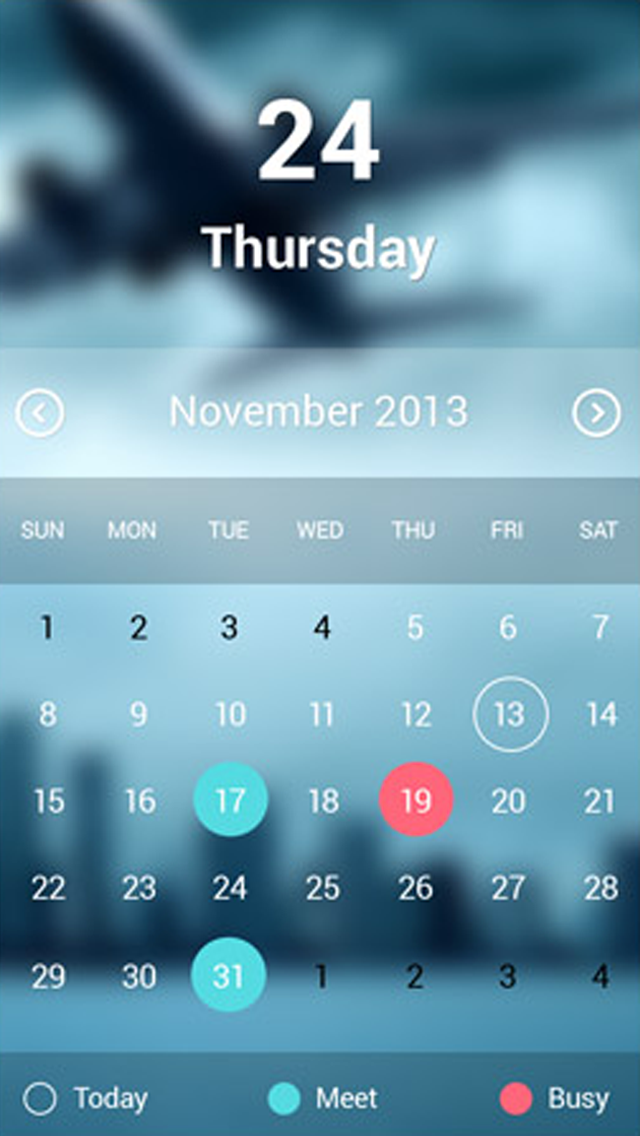 24
Thursday
November 2013
SUN MON TUE WED THU FRI SAT
1 2 3 4 5 6 7
8 9 10 11 12 13 14
15 16 17 18 19 20 21
22 23 24 25 26 27 28
29 30 31 1 2 3 4
Today Meet Busy